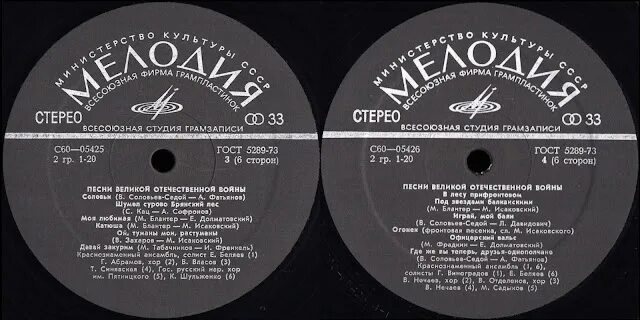 МИНИСТЕРСТВО КУЛЬТУРЫ СССР
МЕЛОДИЯ
ВСЕСОЮЗНАЯ ФИРМА ГРАМПЛАСТИНОК
СТЕРЕО 33
ВСЕСОЮЗНАЯ СТУДИЯ ГРАМЗАПИСИ
С60—05425 ГОСТ 5289-73
2 гр. 1-20 3 (6 сторон)
ПЕСНИ ВЕЛИКОЙ ОТЕЧЕСТВЕННОЙ ВОЙНЫ
Соловьи (В. Соловьев-Седой — А. Фатьянов)
Шумел сурово Брянский лес
(С. Кац — А. Софронов)
Моя любимая (М. Блантер — Е. Долматовский)
Катюша (М. Блантер — М. Исаковский)
Ой, туманы мои, растуманы
(В. Захаров — М. Исаковский)
Давай закурим (М. Табачников — И. Френкель)
Краснознаменный ансамбль, солист Е. Беляев (1)
Г. Абрамов, хор (2), В. Власов (3)
Т. Синявская (4), Гос. русский нар. хор
им. Пятницкого (5), К. Шульженко (6)
МИНИСТЕРСТВО КУЛЬТУРЫ СССР
МЕЛОДИЯ
ВСЕСОЮЗНАЯ ФИРМА ГРАМПЛАСТИНОК
СТЕРЕО 33
ВСЕСОЮЗНАЯ СТУДИЯ ГРАМЗАПИСИ
С60—05426 ГОСТ 5289-73
2 гр. 1-20 4 (6 сторон)
ПЕСНИ ВЕЛИКОЙ ОТЕЧЕСТВЕННОЙ ВОЙНЫ
В лесу прифронтовом
Под звездами балканскими
(М. Блантер — М. Исаковский)
Играй, мой баян
(В. Соловьев-Седой — Л. Давидович)
Огонек (фронтовая песенка, сл. М. Исаковского)
Офицерский вальс
(М. Фрадкин — Е. Долматовский)
Где же вы теперь, друзья-однополчане
(В. Соловьев-Седой — А. Фатьянов)
Краснознаменный ансамбль (1, 6),
солисты Г. Виноградов (1), Е. Беляев (6)
В. Нечаев, хор (2), В. Отделенов, хор (3)
В. Нечаев (4), М. Садыков (5)